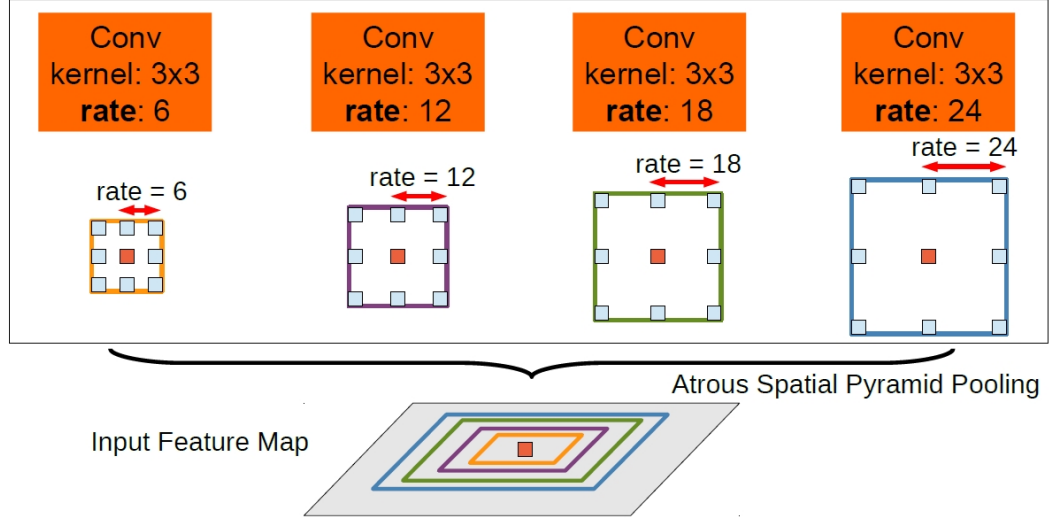 Conv
kernel: 3x3
rate: 6
Conv
kernel: 3x3
rate: 12
Conv
kernel: 3x3
rate: 18
Conv
kernel: 3x3
rate: 24
rate = 6
rate = 12
rate = 18
rate = 24
Atrous Spatial Pyramid Pooling
Input Feature Map